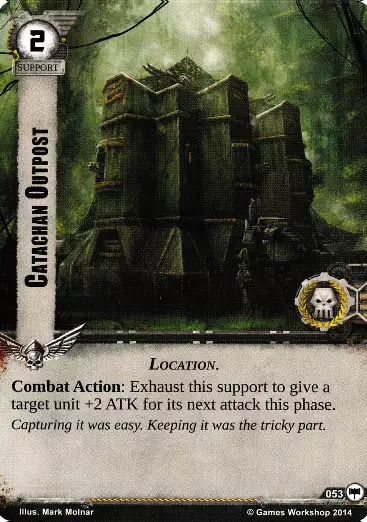 2
SUPPORT
CATACHAN OUTPOST
LOCATION.
Combat Action: Exhaust this support to give a
target unit +2 ATK for its next attack this phase.
Capturing it was easy. Keeping it was the tricky part.
053
Illus. Mark Molnar
© Games Workshop 2014